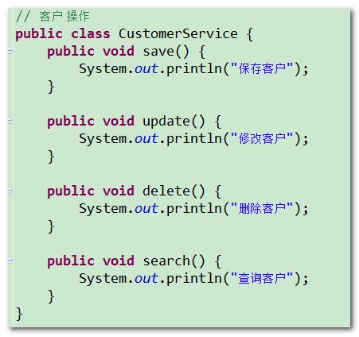 // 客户 操作
public class CustomerService {
    public void save() {
        System.out.println("保存客户");
    }

    public void update() {
        System.out.println("修改客户");
    }

    public void delete() {
        System.out.println("删除客户");
    }

    public void search() {
        System.out.println("查询客户");
    }
}